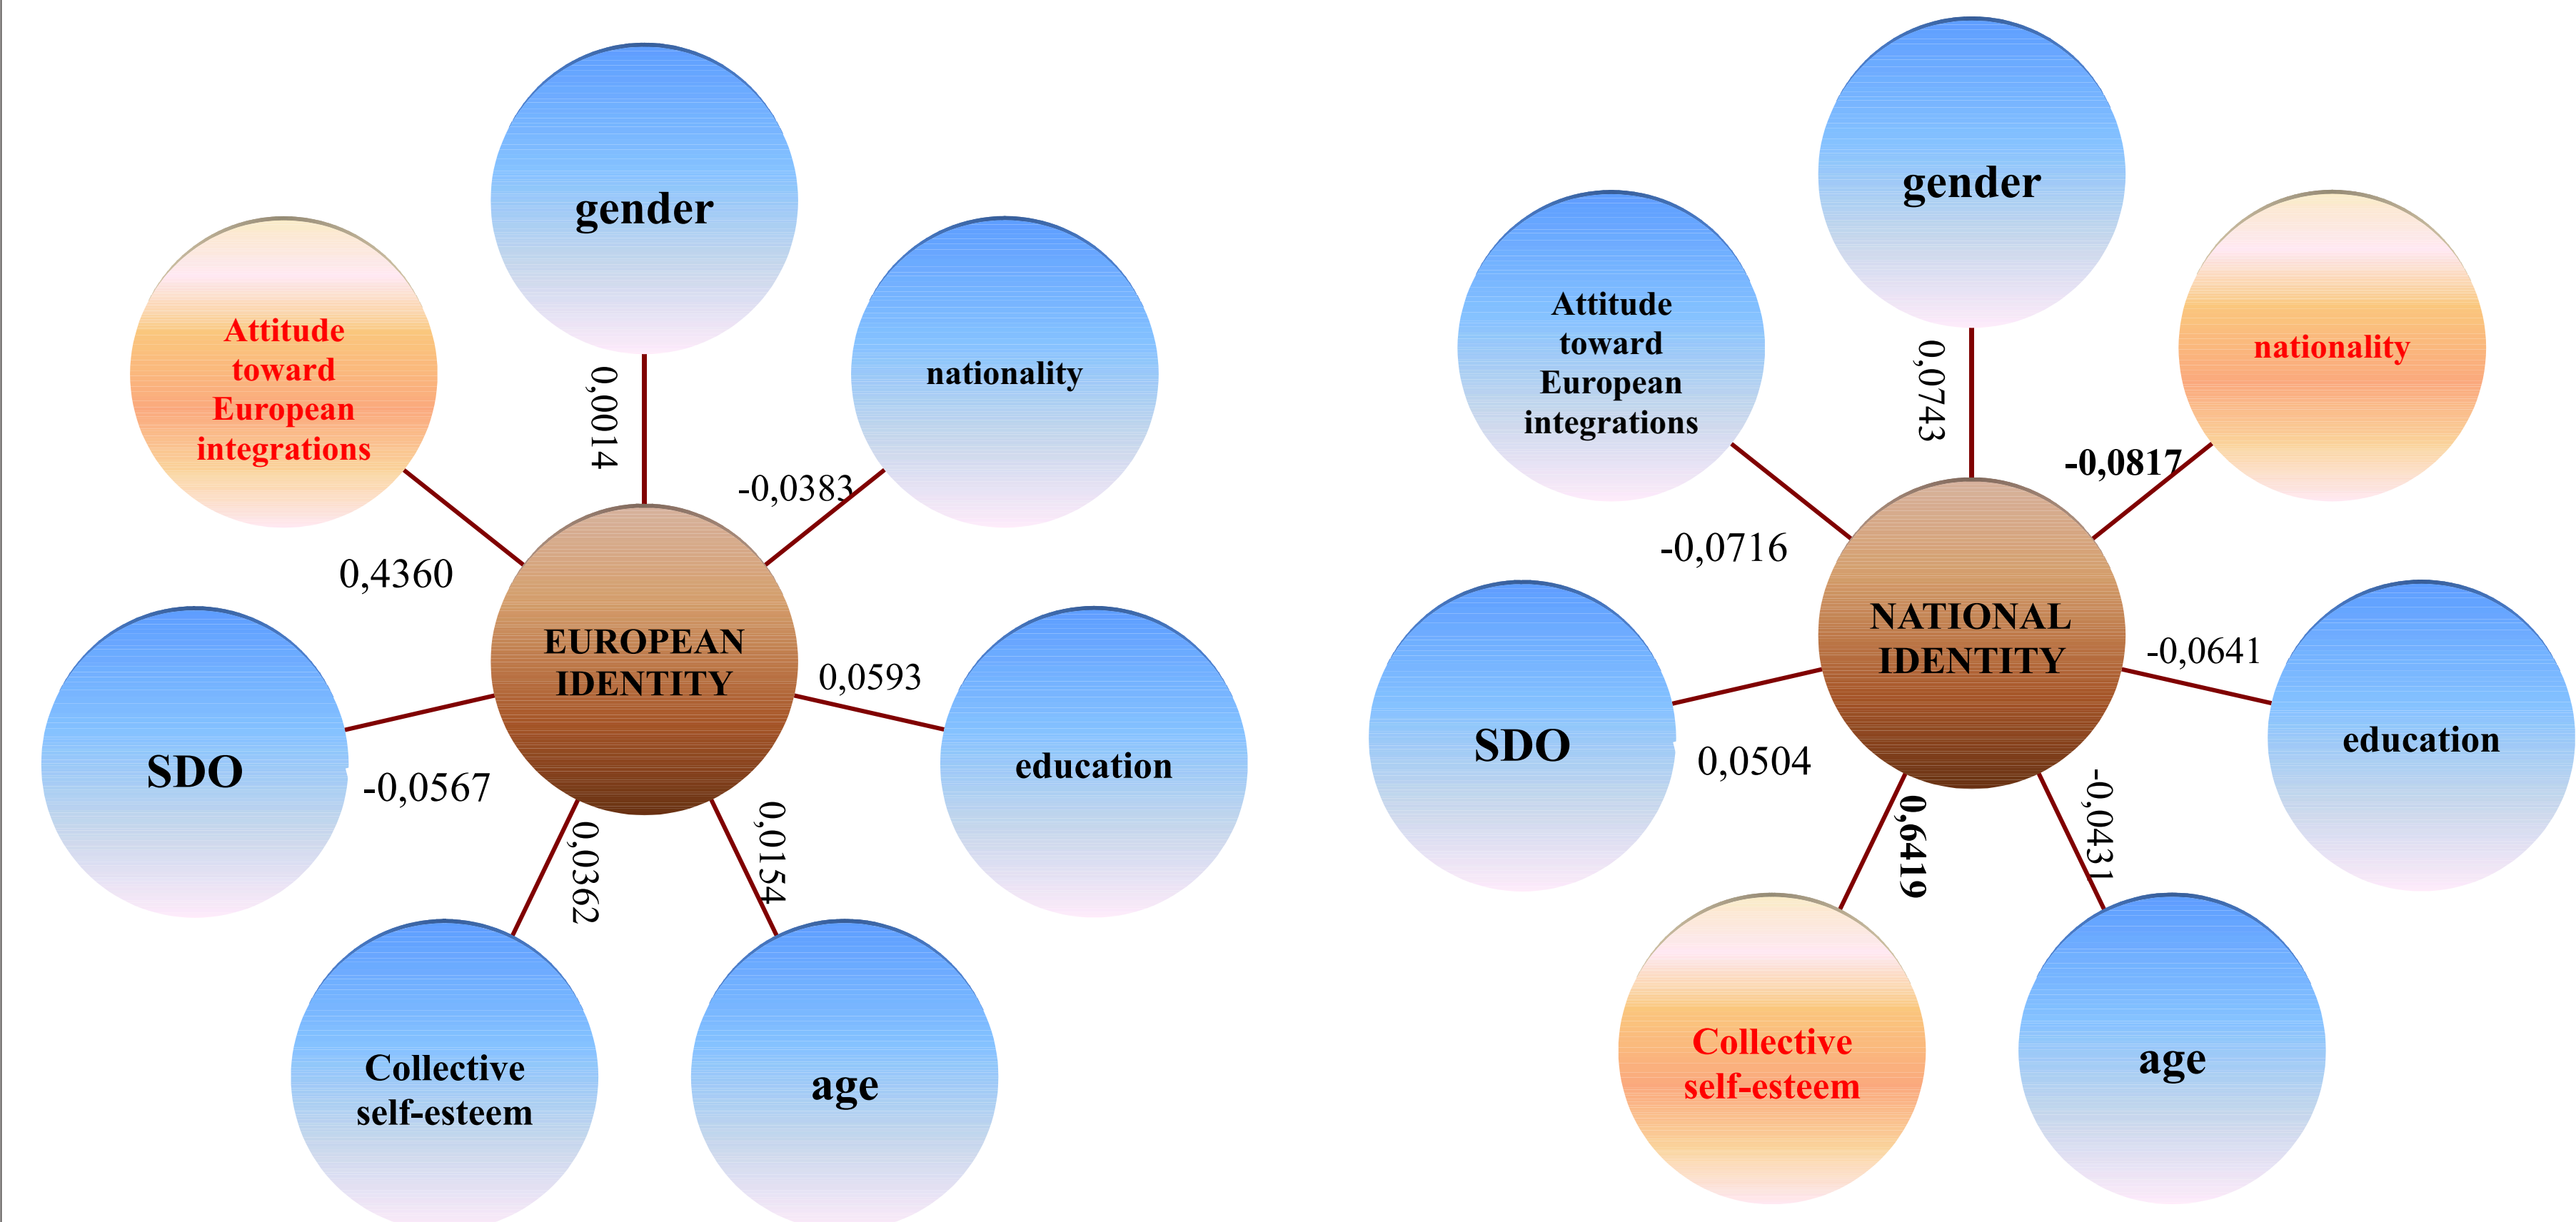 gender
nationality
Attitude
toward
European
integrations
0,0014
-0,0383
0,4360
EUROPEAN
IDENTITY
0,0593
SDO
-0,0567
education
0,0362
0,0154
Collective
self-esteem
age
gender
nationality
Attitude
toward
European
integrations
0,0743
-0,0817
-0,0716
NATIONAL
IDENTITY
-0,0641
SDO
0,0504
education
0,6419
-0,0431
Collective
self-esteem
age